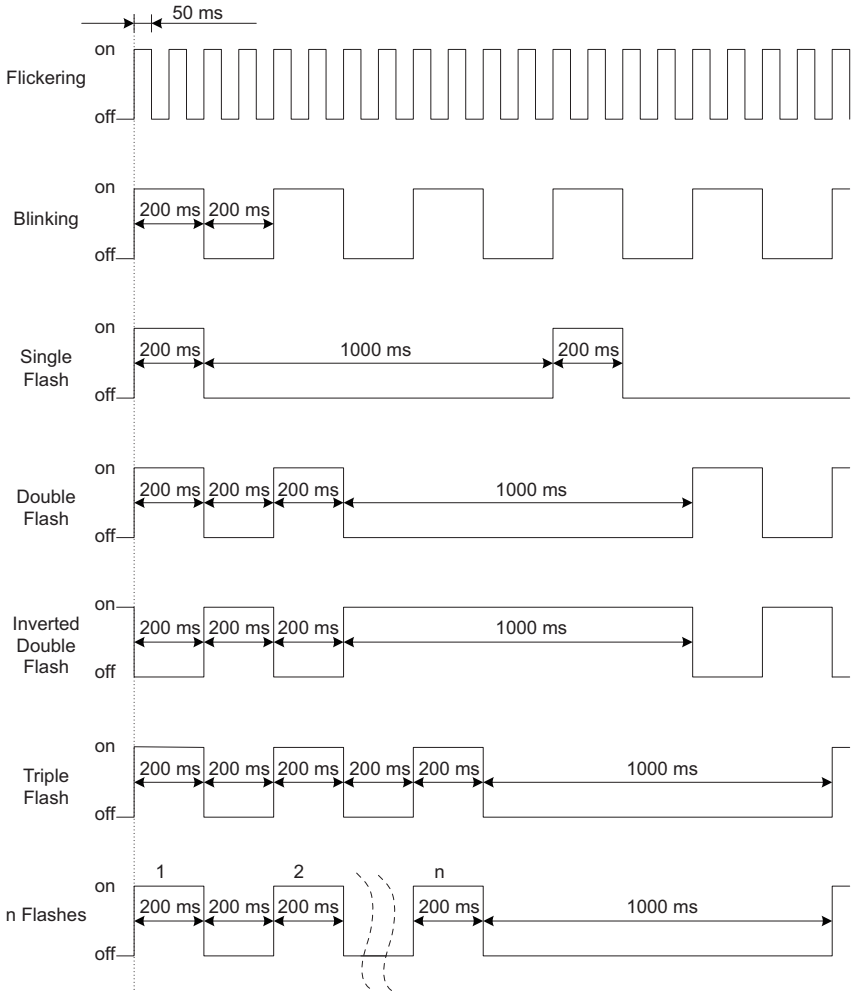 50 ms
on
Flickering
off
on
200 ms 200 ms
Blinking
off
on
200 ms 1000 ms 200 ms
Single
Flash
off
on
200 ms 200 ms 200 ms 1000 ms
Double
Flash
off
on
200 ms 200 ms 200 ms 1000 ms
Inverted
Double
Flash
off
on
200 ms 200 ms 200 ms 200 ms 200 ms 1000 ms
Triple
Flash
off
1 2 n
on
200 ms 200 ms 200 ms 200 ms 1000 ms
n Flashes
off